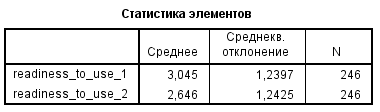 Статистика элементов
Среднее Среднекв. отклонение N
readiness_to_use_1 3,045 1,2397 246
readiness_to_use_2 2,646 1,2425 246